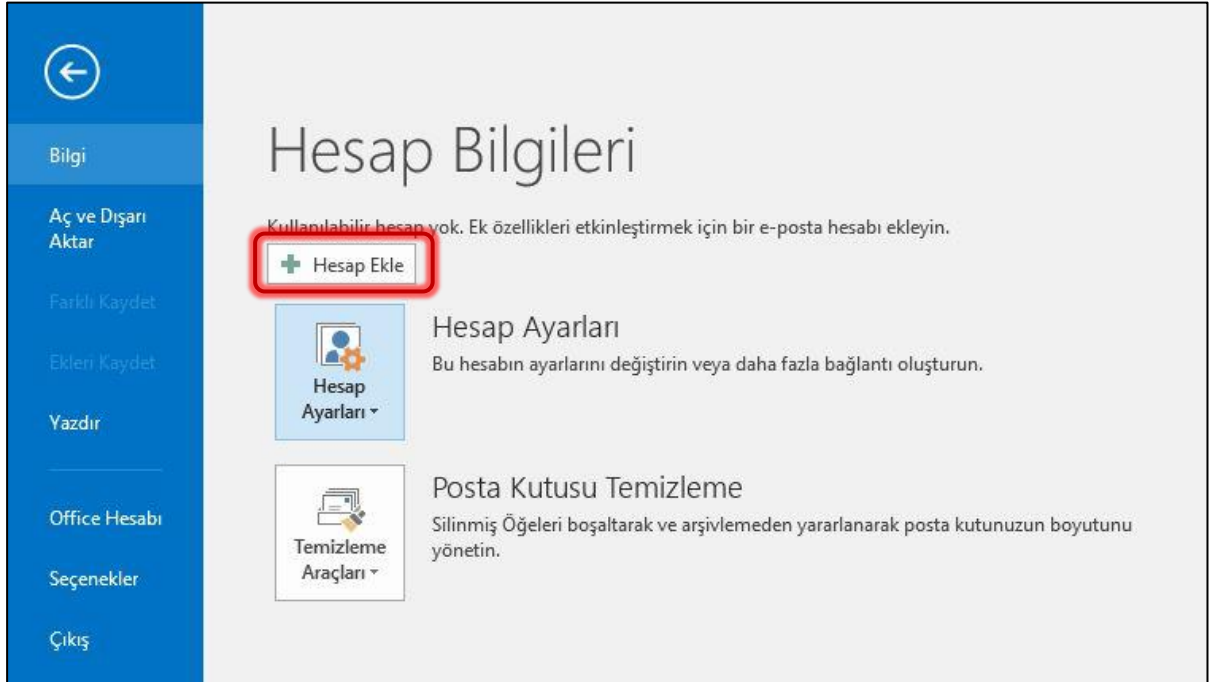 Bilgi
Aç ve Dışarı
Aktar
Farklı Kaydet
Ekleri Kaydet
Yazdır
Office Hesabı
Seçenekler
Çıkış
Hesap Bilgileri
Kullanılabilir hesap yok. Ek özellikleri etkinleştirmek için bir e-posta hesabı ekleyin.
Hesap Ekle
Hesap
Ayarları
Hesap Ayarları
Bu hesabın ayarlarını değiştirin veya daha fazla bağlantı oluşturun.
Temizleme
Araçları
Posta Kutusu Temizleme
Silinmiş Öğeleri boşaltarak ve arşivlemeden yararlanarak posta kutunuzun boyutunu
yönetin.